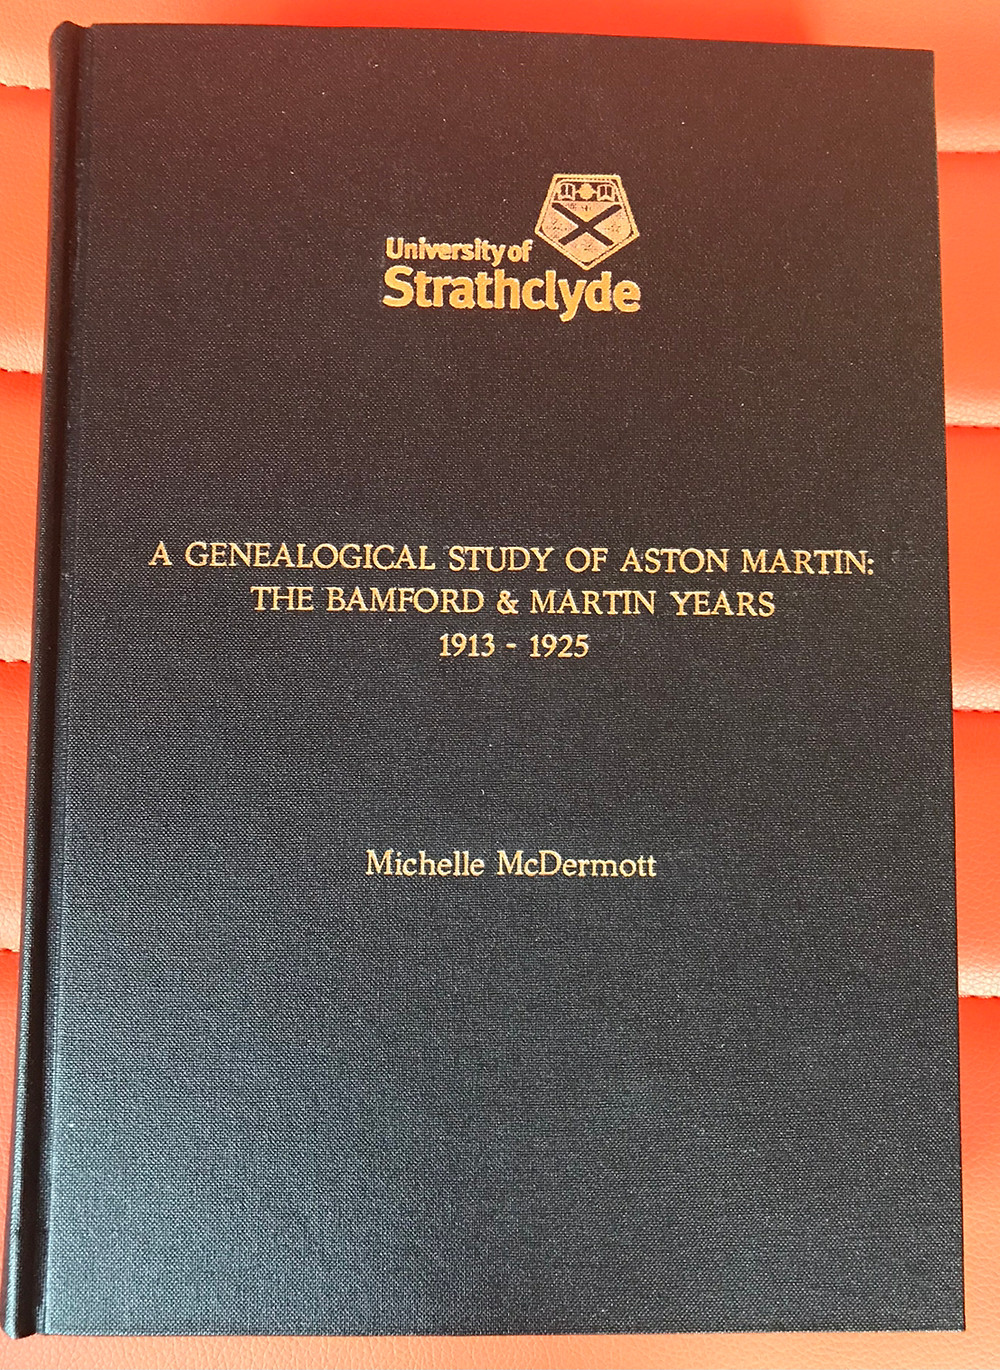 University of
Strathclyde
A GENEALOGICAL STUDY OF ASTON MARTIN:
THE BAMFORD & MARTIN YEARS
1913 - 1925
Michelle McDermott